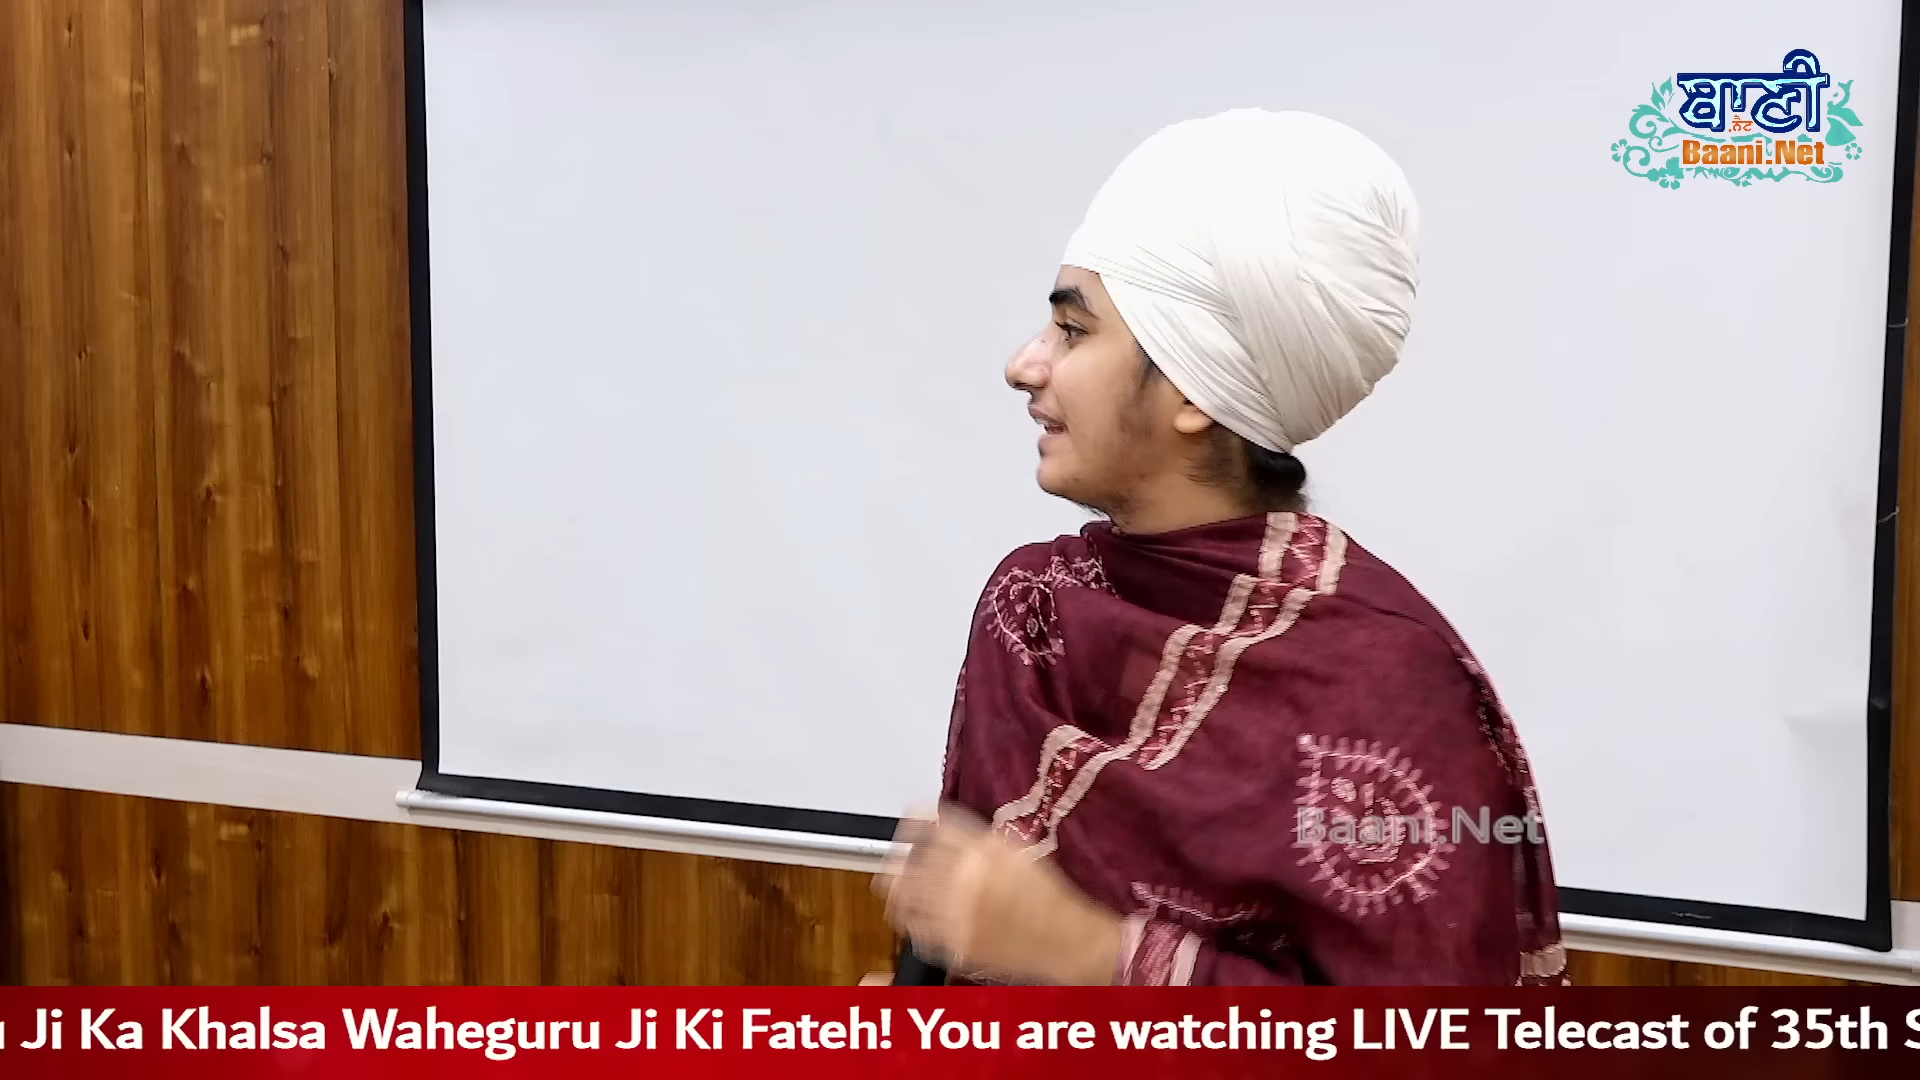 ਬਾਣੀ
.ਨੈਟ
Baani.Net
Baani.Net
Ji Ka Khalsa Waheguru Ji Ki Fateh! You are watching LIVE Telecast of 35th